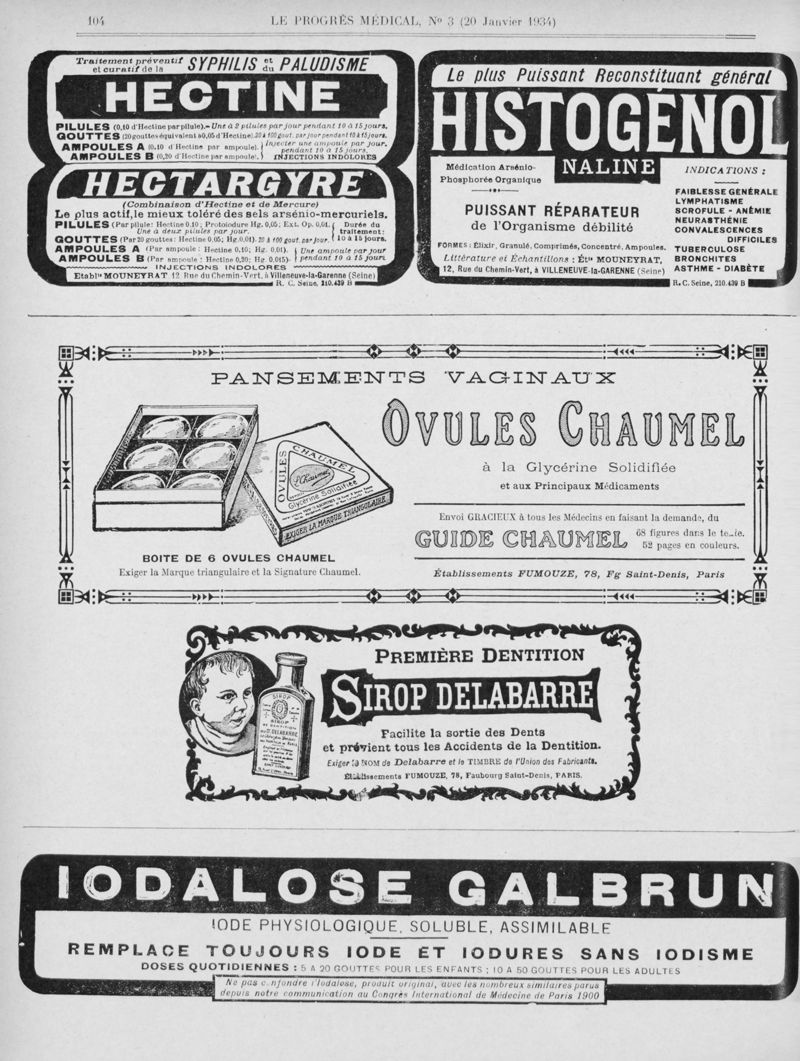 104
LE PROGRÈS MÉDICAL, No 3 (20 Janvier 1934)
Traitement préventif et curatif de la SYPHILIS et du PALUDISME
HECTINE
PILULES (0,10 d'Hectine par pilule).- Une à 2 pilules par jour pendant 10 à 15 jours.
GOUTTES (20 gouttes équivalent à 0,05 d'Hectine) 20 à 100 gout. par jour pendant 10 à 15 jours.
AMPOULES A (0,10 d'Hectine par ampoule). Injecter une ampoule par jour.
AMPOULES B (0,20 d'Hectine par ampoule). pendant 10 à 15 jours.
INJECTIONS INDOLORES
HECTARGYRE
(Combinaison d'Hectine et de Mercure)
Le plus actif, le mieux toléré des sels arsénio-mercuriels.
PILULES (Par pilule: Hectine 0,10; Protoiodure Hg. 0,05; Ext. Op. 0,01.
Une à deux pilules par jour.
GOUTTES (Par 20 gouttes: Hectine 0,05; Hg. 0,01). 20 à 100 gout. par jour.
Durée du traitement: 10 à 15 jours.
AMPOULES A (Par ampoule: Hectine 0,10; Hg. 0,01). Une ampoule par jour
AMPOULES B (Par ampoule: Hectine 0,20; Hg. 0,015). pendant 10 à 15 jours.
INJECTIONS INDOLORES
Etablts MOUNEYRAT 12 Rue du Chemin-Vert, à Villeneuve-la-Garenne (Seine)
R. C. Seine, 210.439 B
Le plus Puissant Reconstituant général
HISTOGÉNOL
NALINE
Médication Arsénio-
Phosphorée Organique
PUISSANT RÉPARATEUR
de l'Organisme débilité
FORMES: Élixir, Granulé, Comprimés, Concentré, Ampoules.
Littérature et Échantillons : Éts MOUNEYRAT,
12, Rue du Chemin-Vert, à VILLENEUVE-la-GARENNE (Seine)
INDICATIONS :
FAIBLESSE GÉNÉRALE
LYMPHATISME
SCROFULE - ANÉMIE
NEURASTHÉNIE
CONVALESCENCES
DIFFICILES
TUBERCULOSE
BRONCHITES
ASTHME - DIABÈTE
R. C. Seine, 210.439 B
PANSEMENTS VAGINAUX
OVULES CHAUMEL
à la Glycérine Solidifiée
et aux Principaux Médicaments
OVULES CHAUMEL
Glycérine Solidifiée
EXIGER LA MARQUE TRIANGULAIRE
BOITE DE 6 OVULES CHAUMEL
Exiger la Marque triangulaire et la Signature Chaumel.
Envoi GRACIEUX à tous les Médecins en faisant la demande, du
GUIDE CHAUMEL
68 figures dans le texte.
52 pages en couleurs.
Établissements FUMOUZE, 78, Fg Saint-Denis, Paris
PREMIÈRE DENTITION
SIROP DELABARRE
SIROP
SIROP
DE DENTITION
DU Dr DELABARRE
Facilite la sortie des Dents
et prévient tous les Accidents de la Dentition.
Exiger le NOM de Delabarre et le TIMBRE de l'Union des Fabricants.
Établissements FUMOUZE, 78, Faubourg Saint-Denis, PARIS.
IODALOSE GALBRUN
IODE PHYSIOLOGIQUE, SOLUBLE, ASSIMILABLE
REMPLACE TOUJOURS IODE ET IODURES SANS IODISME
DOSES QUOTIDIENNES : 5 A 20 GOUTTES POUR LES ENFANTS ; 10 A 50 GOUTTES POUR LES ADULTES
Ne pas confondre l'Iodalose, produit original, avec les nombreux similaires parus
depuis notre communication au Congrès International de Médecine de Paris 1900